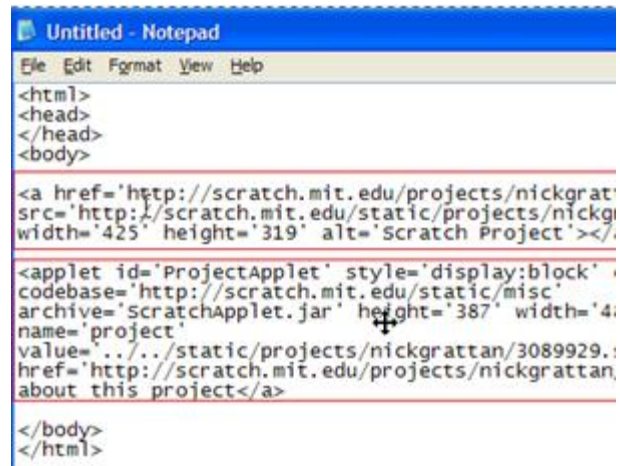 Untitled - Notepad
File Edit Format View Help
<html>
<head>
</head>
<body>
<a href='http://scratch.mit.edu/projects/nickgrat
src='http://scratch.mit.edu/static/projects/nickg
width='425' height='319' alt='Scratch Project'></
<applet id='ProjectApplet' style='display:block'
codebase='http://scratch.mit.edu/static/misc'
archive='ScratchApplet.jar' height='387' width='4
name='project'
value='../../static/projects/nickgrattan/3089929.s
href='http://scratch.mit.edu/projects/nickgrattan/
about this project</a>
</body>
</html>